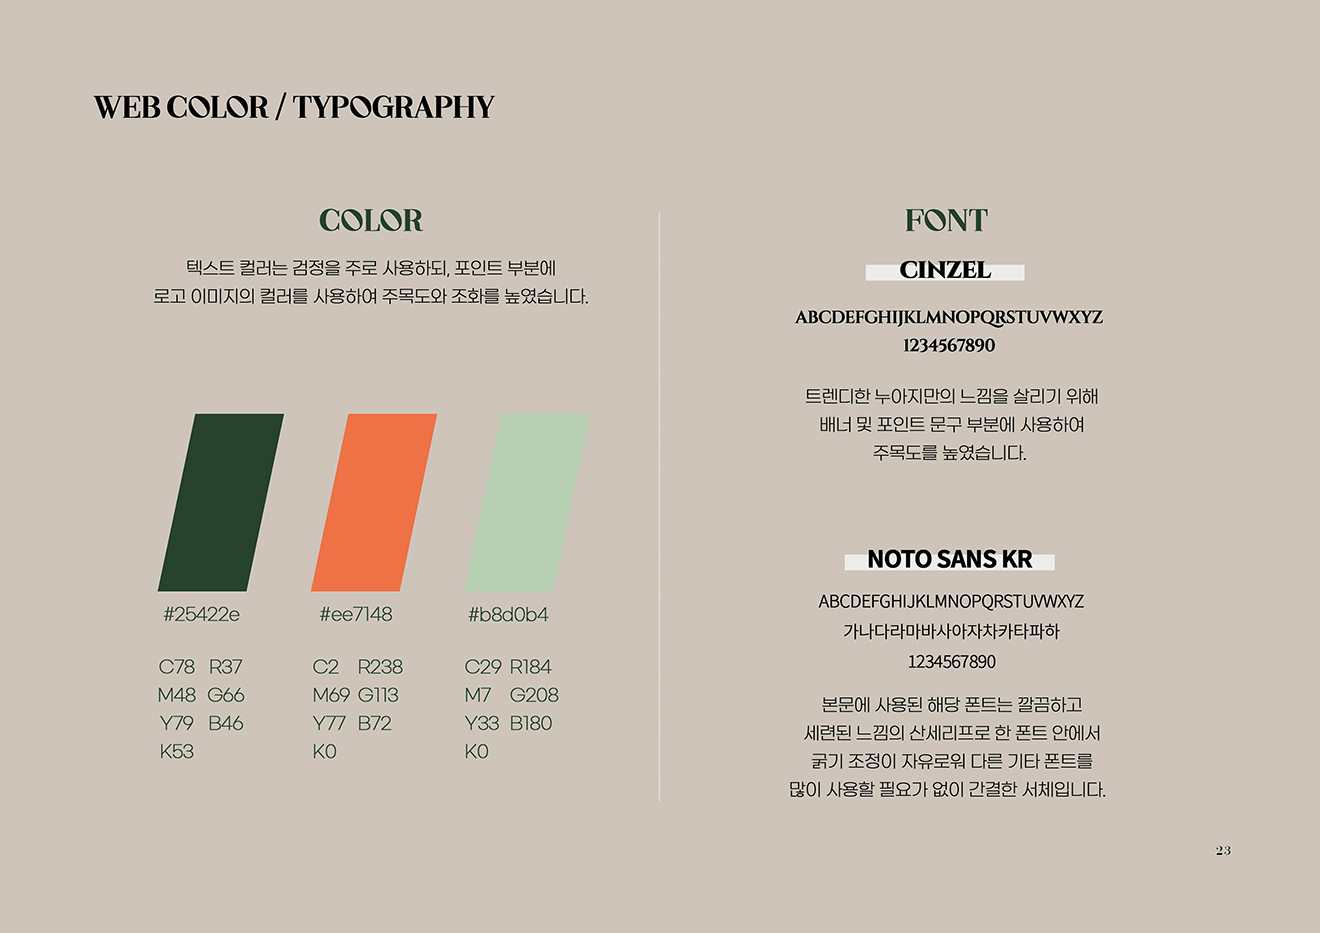 WEB COLOR / TYPOGRAPHY
COLOR
텍스트 컬러는 검정을 주로 사용하되, 포인트 부분에
로고 이미지의 컬러를 사용하여 주목도와 조화를 높였습니다.
#25422e
C78 R37
M48 G66
Y79 B46
K53
#ee7148
C2 R238
M69 G113
Y77 B72
K0
#b8d0b4
C29 R184
M7 G208
Y33 B180
K0
FONT
CINZEL
ABCDEFGHIJKLMNOPQRSTUVWXYZ
1234567890
트렌디한 누아지만의 느낌을 살리기 위해
배너 및 포인트 문구 부분에 사용하여
주목도를 높였습니다.
NOTO SANS KR
ABCDEFGHIJKLMNOPQRSTUVWXYZ
가나다라마바사아자차카타파하
1234567890
본문에 사용된 해당 폰트는 깔끔하고
세련된 느낌의 산세리프로 한 폰트 안에서
굵기 조정이 자유로워 다른 기타 폰트를
많이 사용할 필요가 없이 간결한 서체입니다.
23